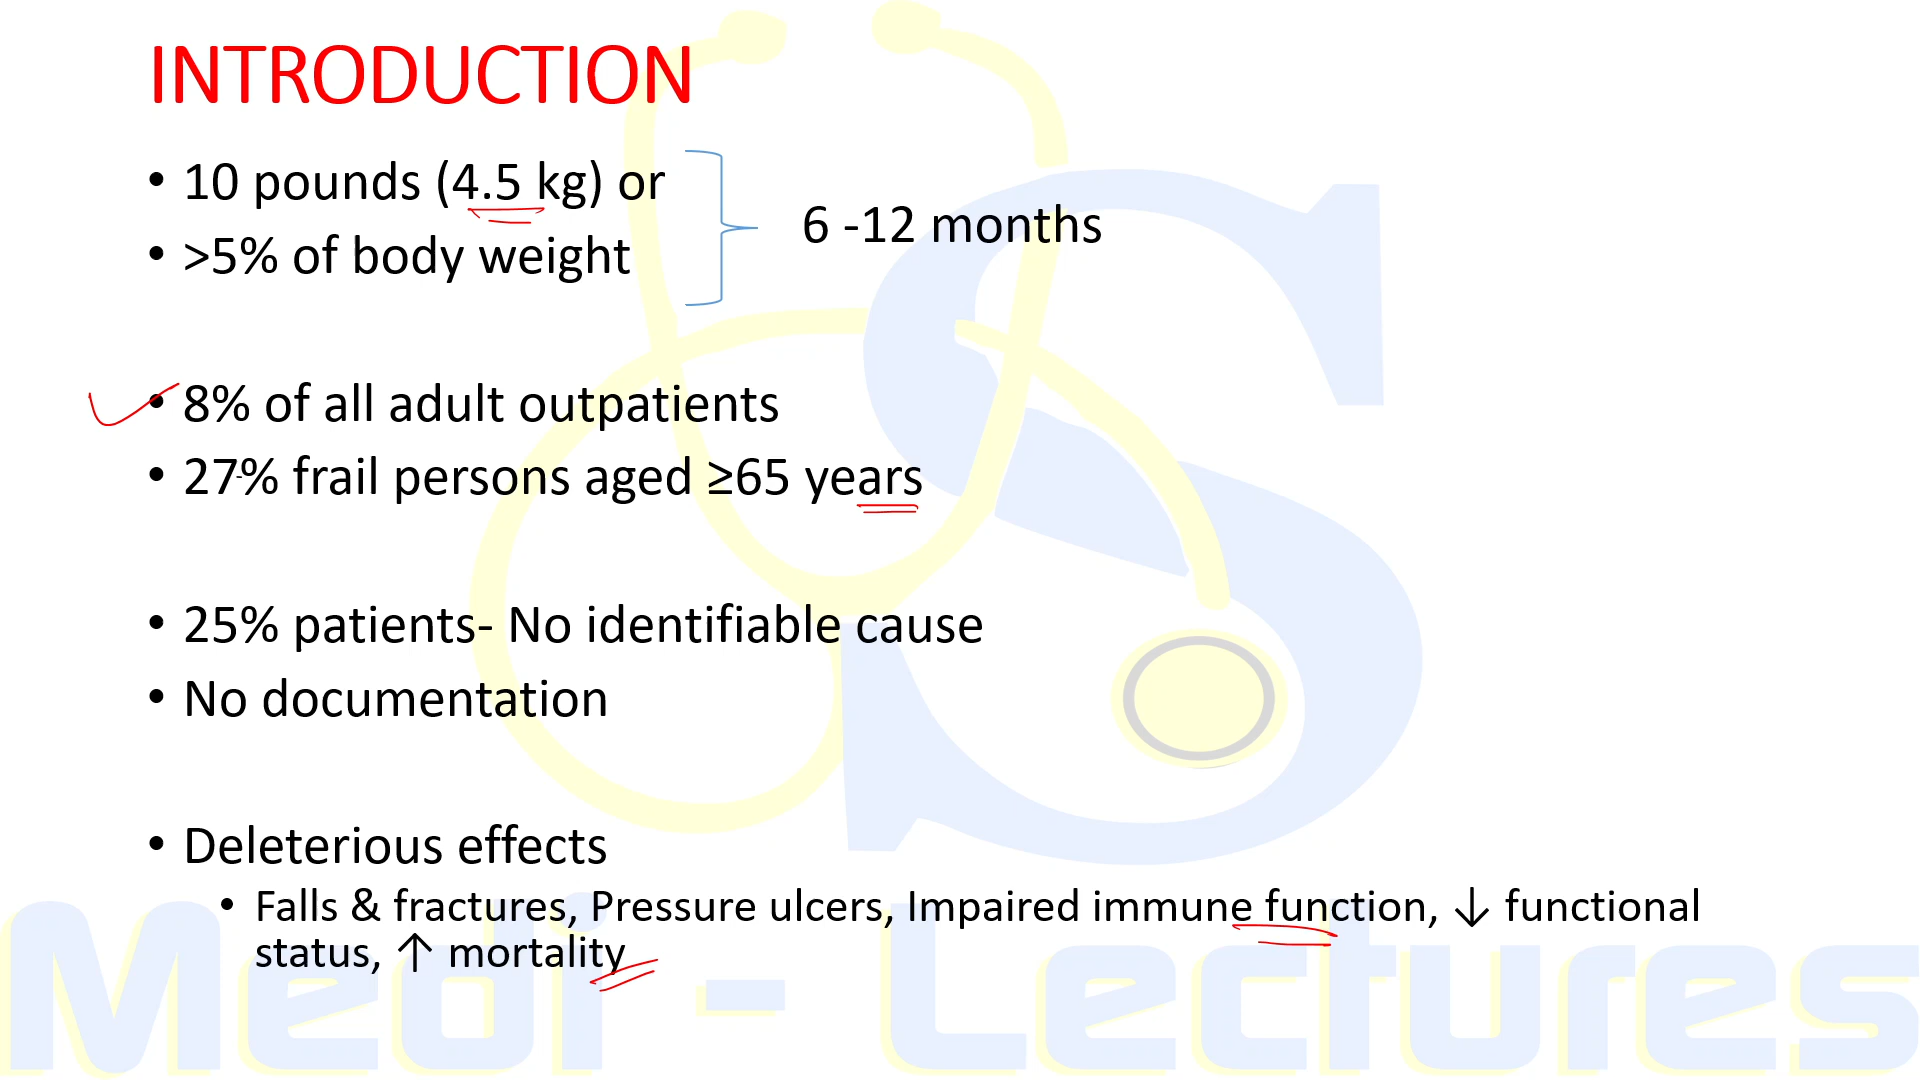 INTRODUCTION
• 10 pounds (4.5 kg) or
• >5% of body weight
6 -12 months
• 8% of all adult outpatients
• 27% frail persons aged ≥65 years
• 25% patients- No identifiable cause
• No documentation
• Deleterious effects
• Falls & fractures, Pressure ulcers, Impaired immune function, ↓ functional
status, ↑ mortality
Medi - Lectures